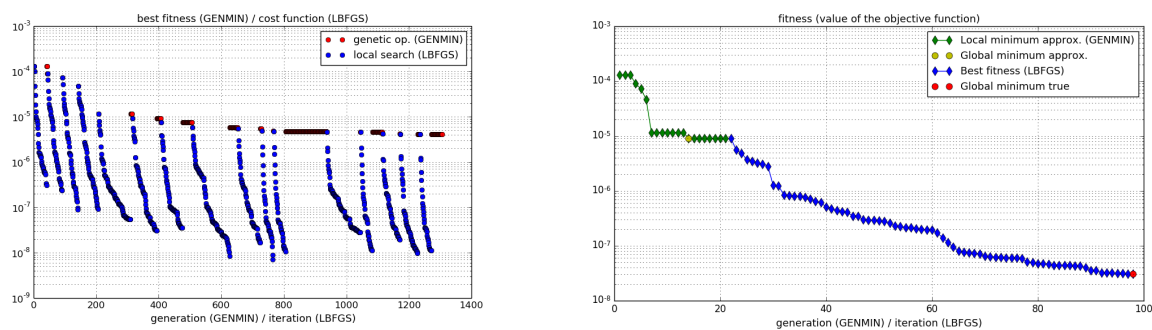 best fitness (GENMIN) / cost function (LBFGS)
10^-3
10^-4
10^-5
10^-6
10^-7
10^-8
10^-9
genetic op. (GENMIN)
local search (LBFGS)
0 200 400 600 800 1000 1200 1400
generation (GENMIN) / iteration (LBFGS)
fitness (value of the objective function)
10^-3
10^-4
10^-5
10^-6
10^-7
10^-8
Local minimum approx. (GENMIN)
Global minimum approx.
Best fitness (LBFGS)
Global minimum true
0 20 40 60 80 100
generation (GENMIN) / iteration (LBFGS)